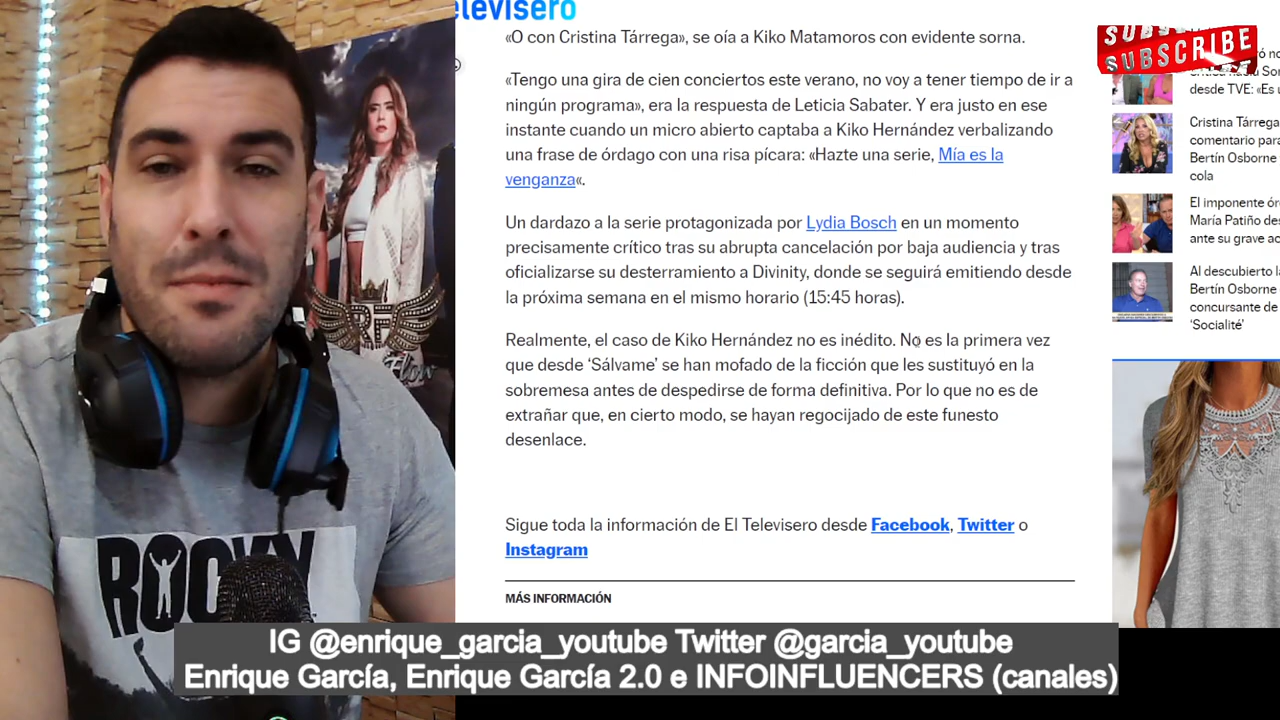 elevisero
«O con Cristina Tárrega», se oía a Kiko Matamoros con evidente sorna.
«Tengo una gira de cien conciertos este verano, no voy a tener tiempo de ir a
ningún programa», era la respuesta de Leticia Sabater. Y era justo en ese
instante cuando un micro abierto captaba a Kiko Hernández verbalizando
una frase de órdago con una risa pícara: «Hazte una serie, Mía es la
venganza«.
Un dardazo a la serie protagonizada por Lydia Bosch en un momento
precisamente crítico tras su abrupta cancelación por baja audiencia y tras
oficializarse su desterramiento a Divinity, donde se seguirá emitiendo desde
la próxima semana en el mismo horario (15:45 horas).
Realmente, el caso de Kiko Hernández no es inédito. No es la primera vez
que desde ‘Sálvame’ se han mofado de la ficción que les sustituyó en la
sobremesa antes de despedirse de forma definitiva. Por lo que no es de
extrañar que, en cierto modo, se hayan regocijado de este funesto
desenlace.
Sigue toda la información de El Televisero desde Facebook, Twitter o
Instagram
MÁS INFORMACIÓN
SUBSCRIBE
desde TVE: «Es u
Cristina Tárrega
comentario para
Bertín Osborne
cola
El imponente ór
María Patiño des
ante su grave ac
Al descubierto la
Bertín Osborne
concursante de
‘Socialité’
RF
Flow
ROCKY
IG @enrique_garcia_youtube Twitter @garcia_youtube
Enrique García, Enrique García 2.0 e INFOINFLUENCERS (canales)